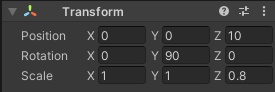 Transform
Position X 0 Y 0 Z 10
Rotation X 0 Y 90 Z 0
Scale X 1 Y 1 Z 0.8